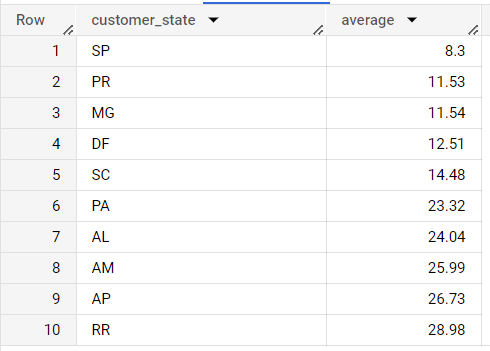 Row customer_state average
1 SP 8.3
2 PR 11.53
3 MG 11.54
4 DF 12.51
5 SC 14.48
6 PA 23.32
7 AL 24.04
8 AM 25.99
9 AP 26.73
10 RR 28.98